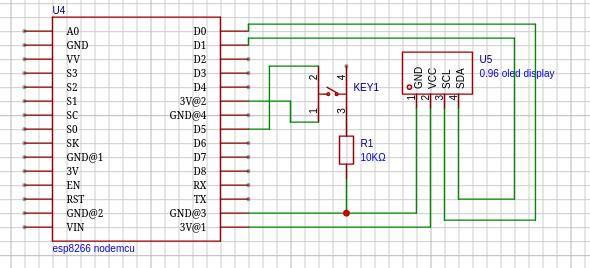 U4
A0 D0
GND D1
VV D2
S3 D3
S2 D4
S1 3V@2
SC GND@4
S0 D5
SK D6
GND@1 D7
3V D8
EN RX
RST TX
GND@2 GND@3
VIN 3V@1
esp8266 nodemcu
2 4
KEY1
1 3
R1
10KΩ
U5
0.96 oled display
GND VCC SCL SDA
1 2 3 4